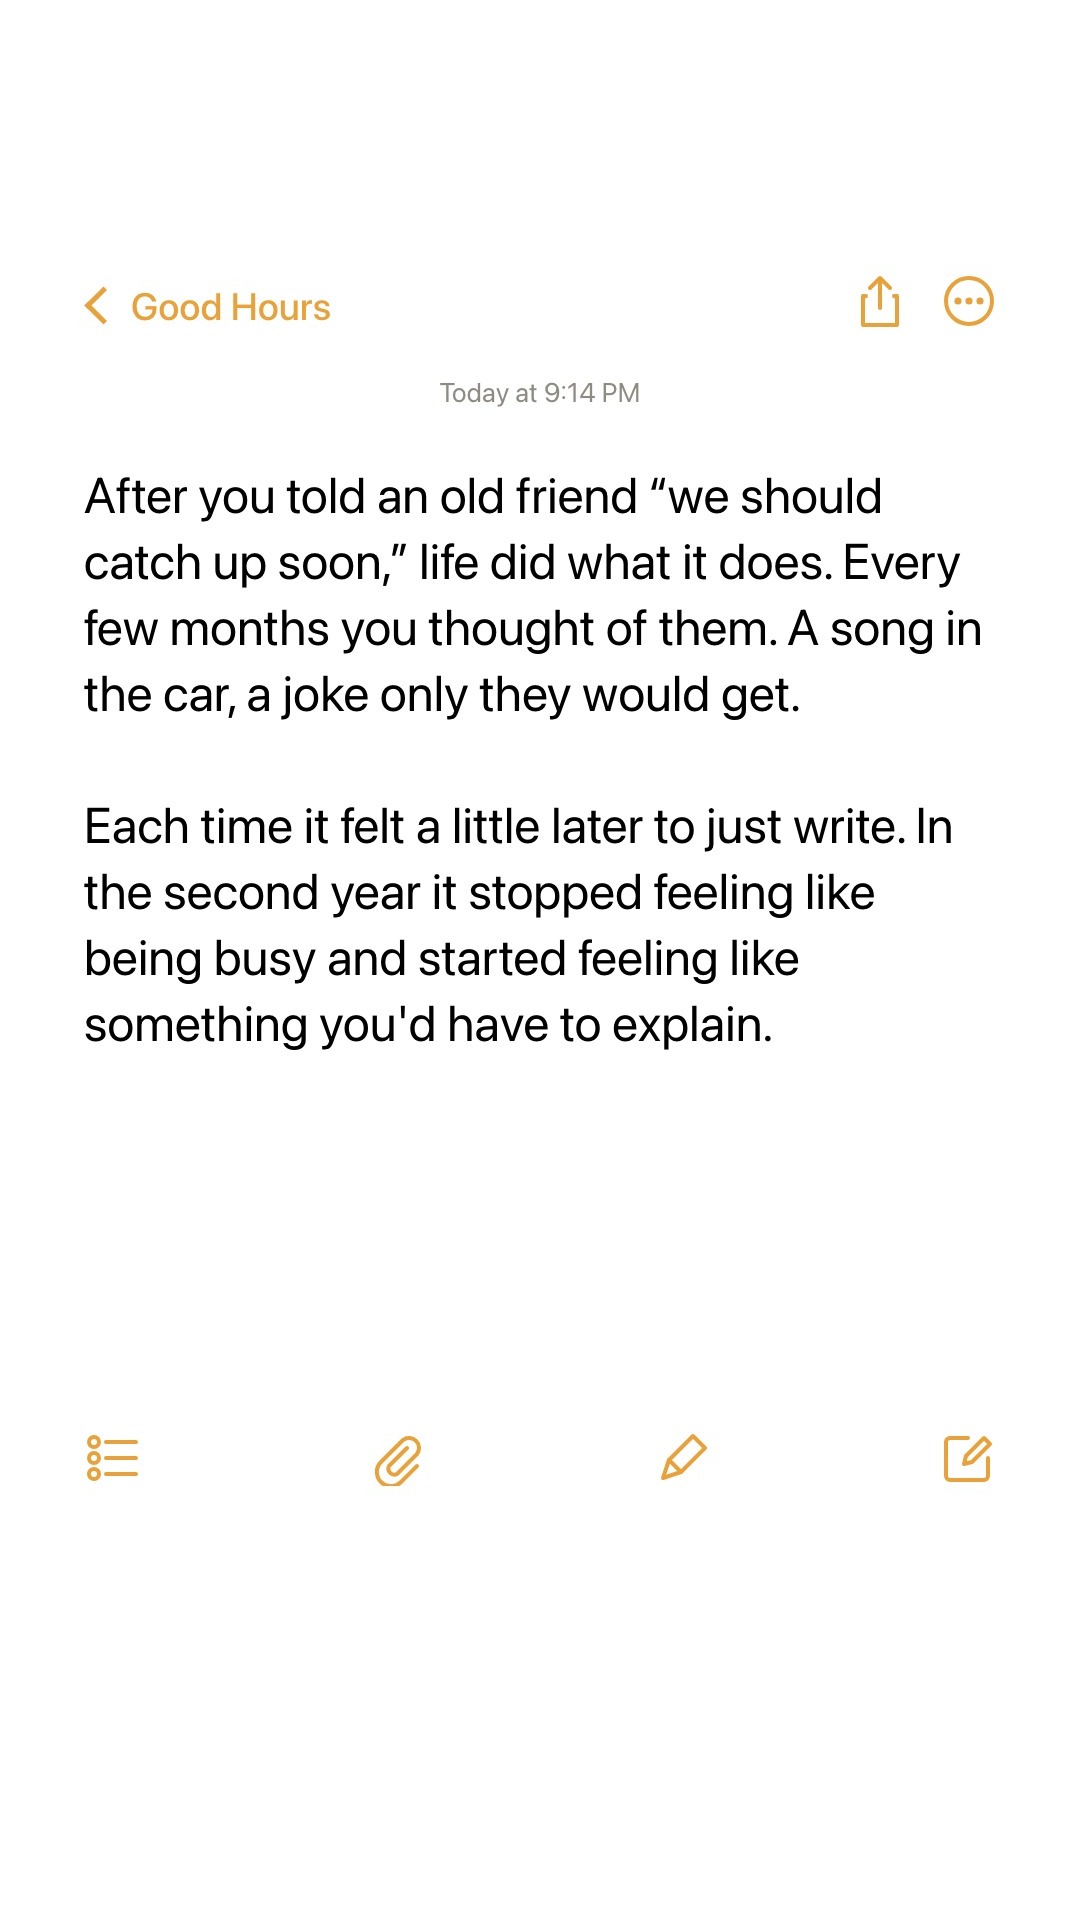 Good Hours
Today at 9:14 PM
After you told an old friend “we should
catch up soon,” life did what it does. Every
few months you thought of them. A song in
the car, a joke only they would get.
Each time it felt a little later to just write. In
the second year it stopped feeling like
being busy and started feeling like
something you'd have to explain.